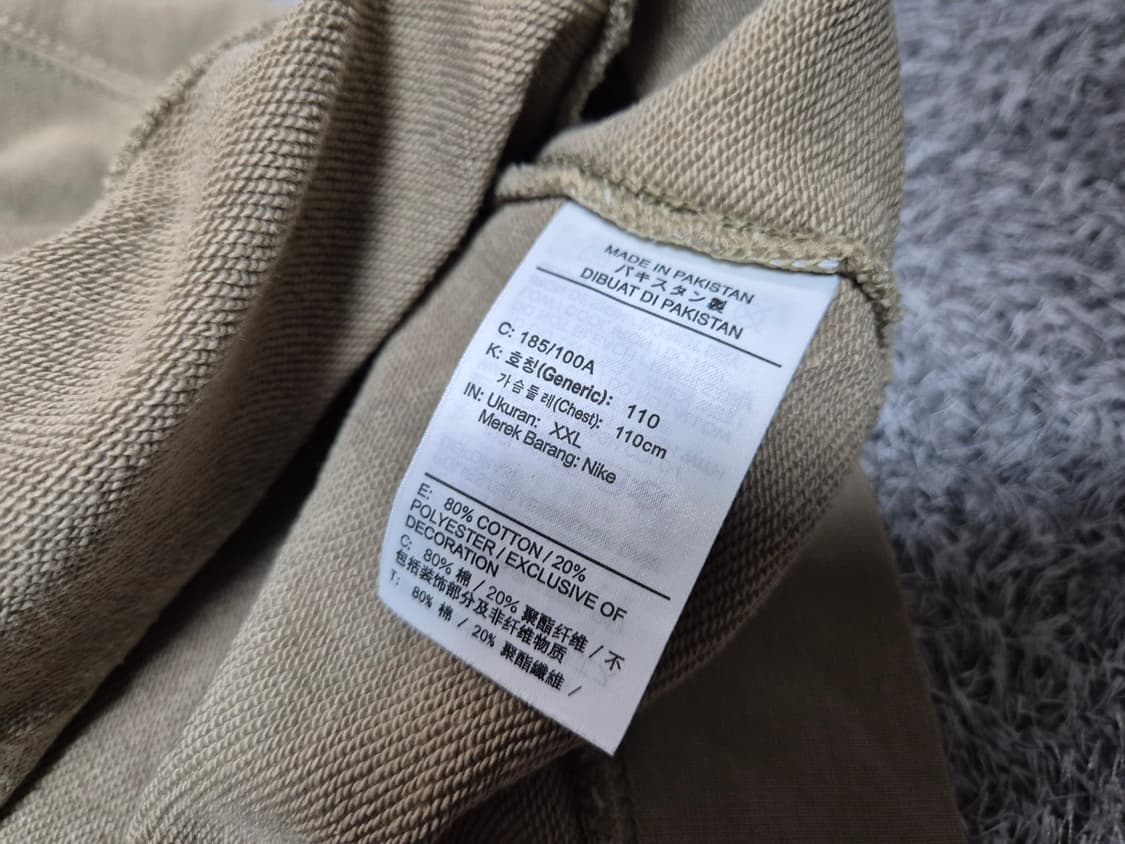 MADE IN PAKISTAN
パキスタン製
DIBUAT DI PAKISTAN
C: 185/100A
K: 호칭(Generic): 110
가슴둘레(Chest): 110cm
IN: Ukuran: XXL
Merek Barang: Nike
E: 80% COTTON / 20%
POLYESTER / EXCLUSIVE OF
DECORATION
C: 80% 棉 / 20% 聚酯纤维 / 不
包括装饰部分及非纤维物质
T: 80% 棉 / 20% 聚酯纖維 /